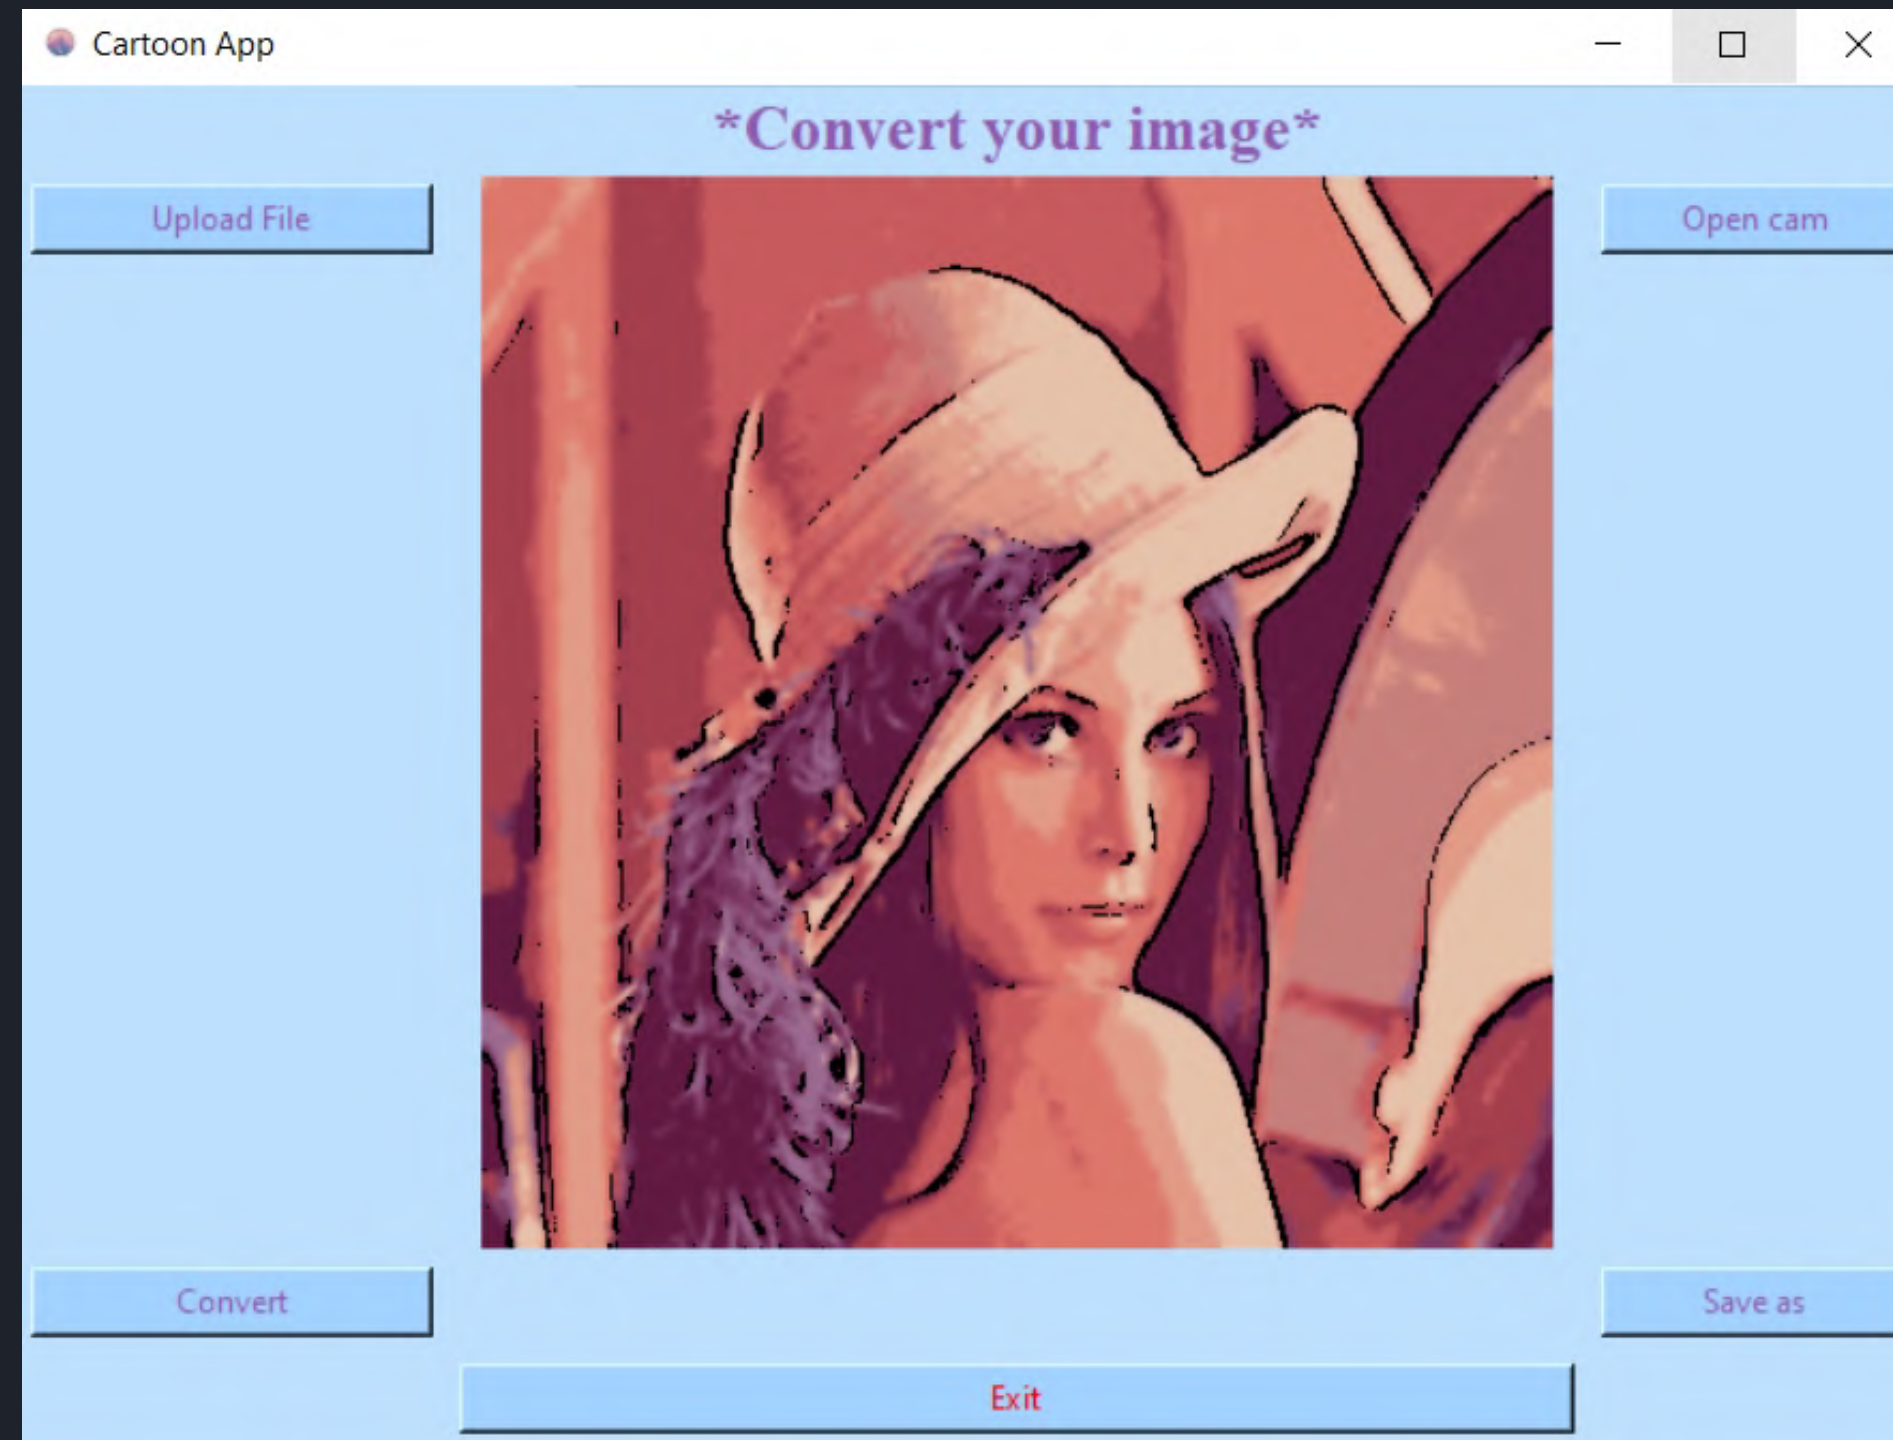 Cartoon App
*Convert your image*
Upload File
Open cam
Convert
Save as
Exit